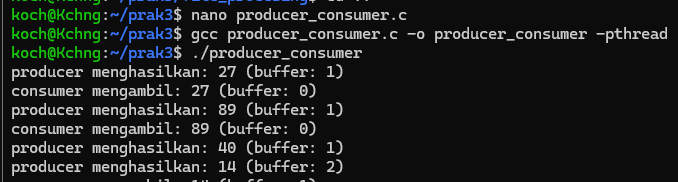 koch@Kchng:~/prak3$ nano producer_consumer.c
koch@Kchng:~/prak3$ gcc producer_consumer.c -o producer_consumer -pthread
koch@Kchng:~/prak3$ ./producer_consumer
producer menghasilkan: 27 (buffer: 1)
consumer mengambil: 27 (buffer: 0)
producer menghasilkan: 89 (buffer: 1)
consumer mengambil: 89 (buffer: 0)
producer menghasilkan: 40 (buffer: 1)
producer menghasilkan: 14 (buffer: 2)